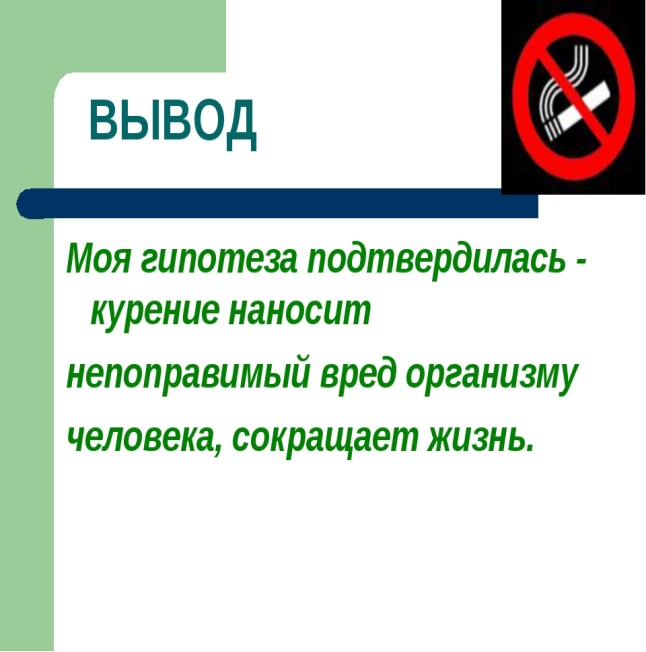 ВЫВОД
Моя гипотеза подтвердилась -
курение наносит
непоправимый вред организму
человека, сокращает жизнь.